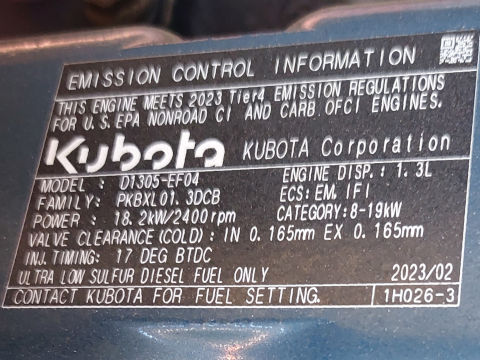 EMISSION CONTROL INFORMATION
THIS ENGINE MEETS 2023 Tier4 EMISSION REGULATIONS
FOR U.S. EPA NONROAD CI AND CARB OFCI ENGINES.
Kubota KUBOTA Corporation
MODEL : D1305-EF04 ENGINE DISP.: 1.3L
FAMILY: PKBXL01.3DCB ECS: EM, IFI
POWER : 18.2kW/2400rpm CATEGORY: 8-19kW
VALVE CLEARANCE (COLD) : IN 0.165mm EX 0.165mm
INJ. TIMING: 17 DEG BTDC
ULTRA LOW SULFUR DIESEL FUEL ONLY 2023/02
CONTACT KUBOTA FOR FUEL SETTING. 1H026-3